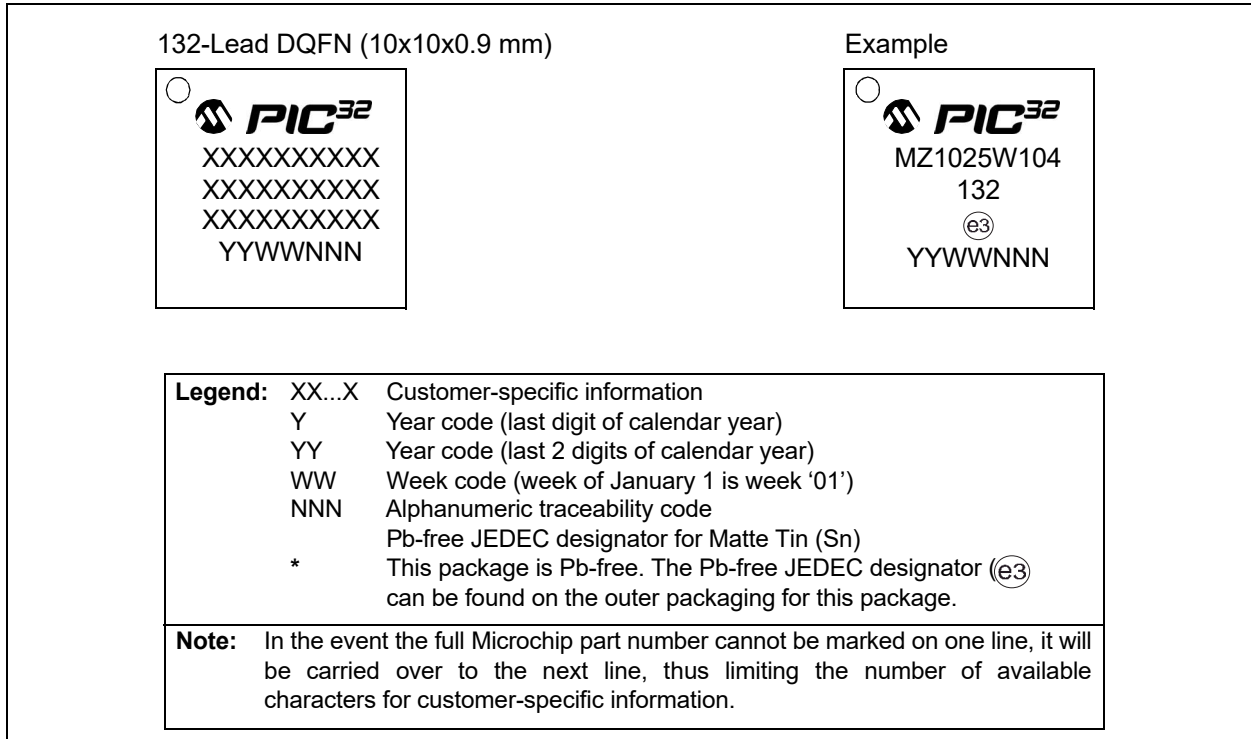 132-Lead DQFN (10x10x0.9 mm)
PIC32
XXXXXXXXXX
XXXXXXXXXX
XXXXXXXXXX
YYWWNNN
Example
PIC32
MZ1025W104
132
e3
YYWWNNN
Legend: XX...X Customer-specific information
Y Year code (last digit of calendar year)
YY Year code (last 2 digits of calendar year)
WW Week code (week of January 1 is week ‘01’)
NNN Alphanumeric traceability code
Pb-free JEDEC designator for Matte Tin (Sn)
* This package is Pb-free. The Pb-free JEDEC designator (e3
can be found on the outer packaging for this package.
Note: In the event the full Microchip part number cannot be marked on one line, it will
be carried over to the next line, thus limiting the number of available
characters for customer-specific information.